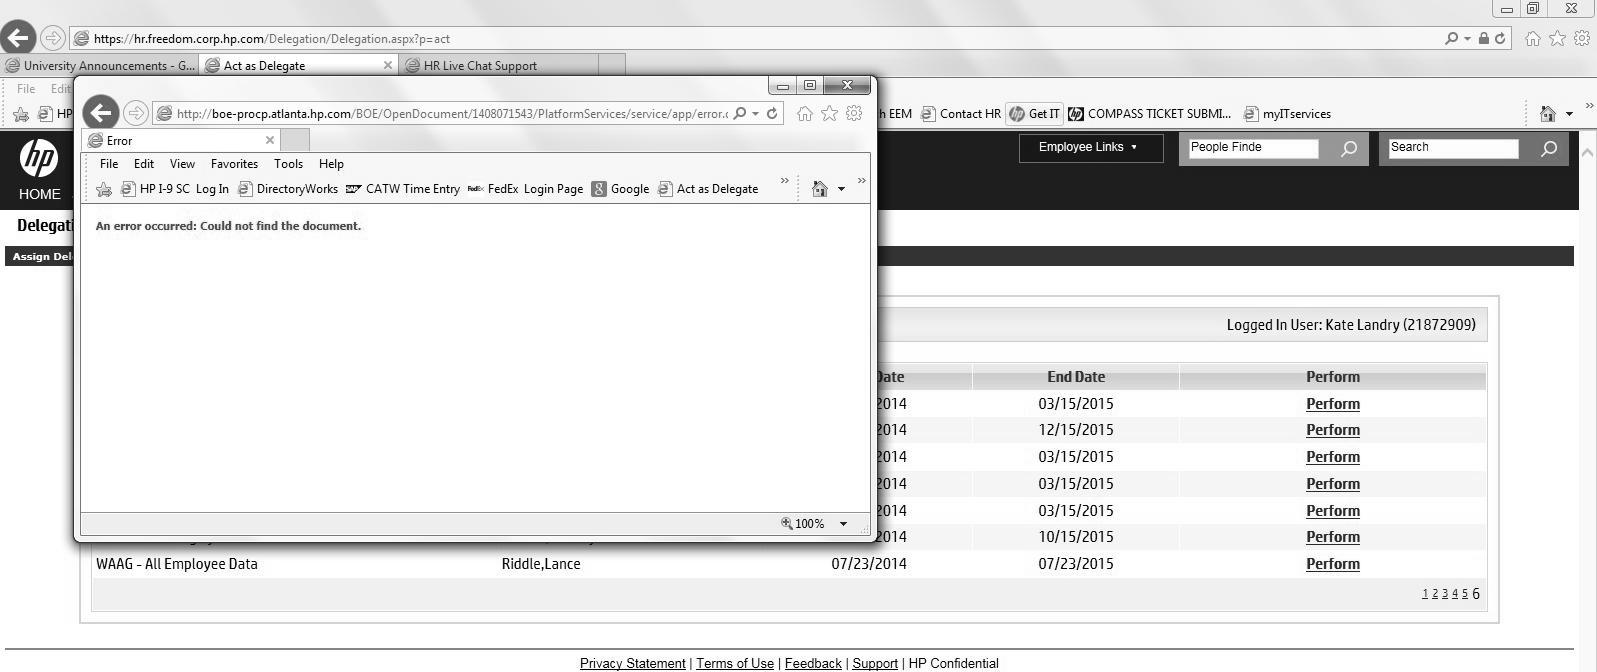 https://hr.freedom.corp.hp.com/Delegation/Delegation.aspx?p=act
University Announcements - G...
Act as Delegate
HR Live Chat Support
File Edit
HP
EEM
Contact HR
Get IT
COMPASS TICKET SUBMI...
myITservices
http://boe-procp.atlanta.hp.com/BOE/OpenDocument/1408071543/PlatformServices/service/app/error.c
Error
File Edit View Favorites Tools Help
HP I-9 SC Log In DirectoryWorks CATW Time Entry FedEx FedEx Login Page Google Act as Delegate
An error occurred: Could not find the document.
100%
hp
HOME
Employee Links
People Finde
Search
Delegati
Assign Del
Logged In User: Kate Landry (21872909)
Date End Date Perform
2014 03/15/2015 Perform
2014 12/15/2015 Perform
2014 03/15/2015 Perform
2014 03/15/2015 Perform
2014 03/15/2015 Perform
2014 10/15/2015 Perform
WAAG - All Employee Data Riddle,Lance 07/23/2014 07/23/2015 Perform
1 2 3 4 5 6
Privacy Statement | Terms of Use | Feedback | Support | HP Confidential